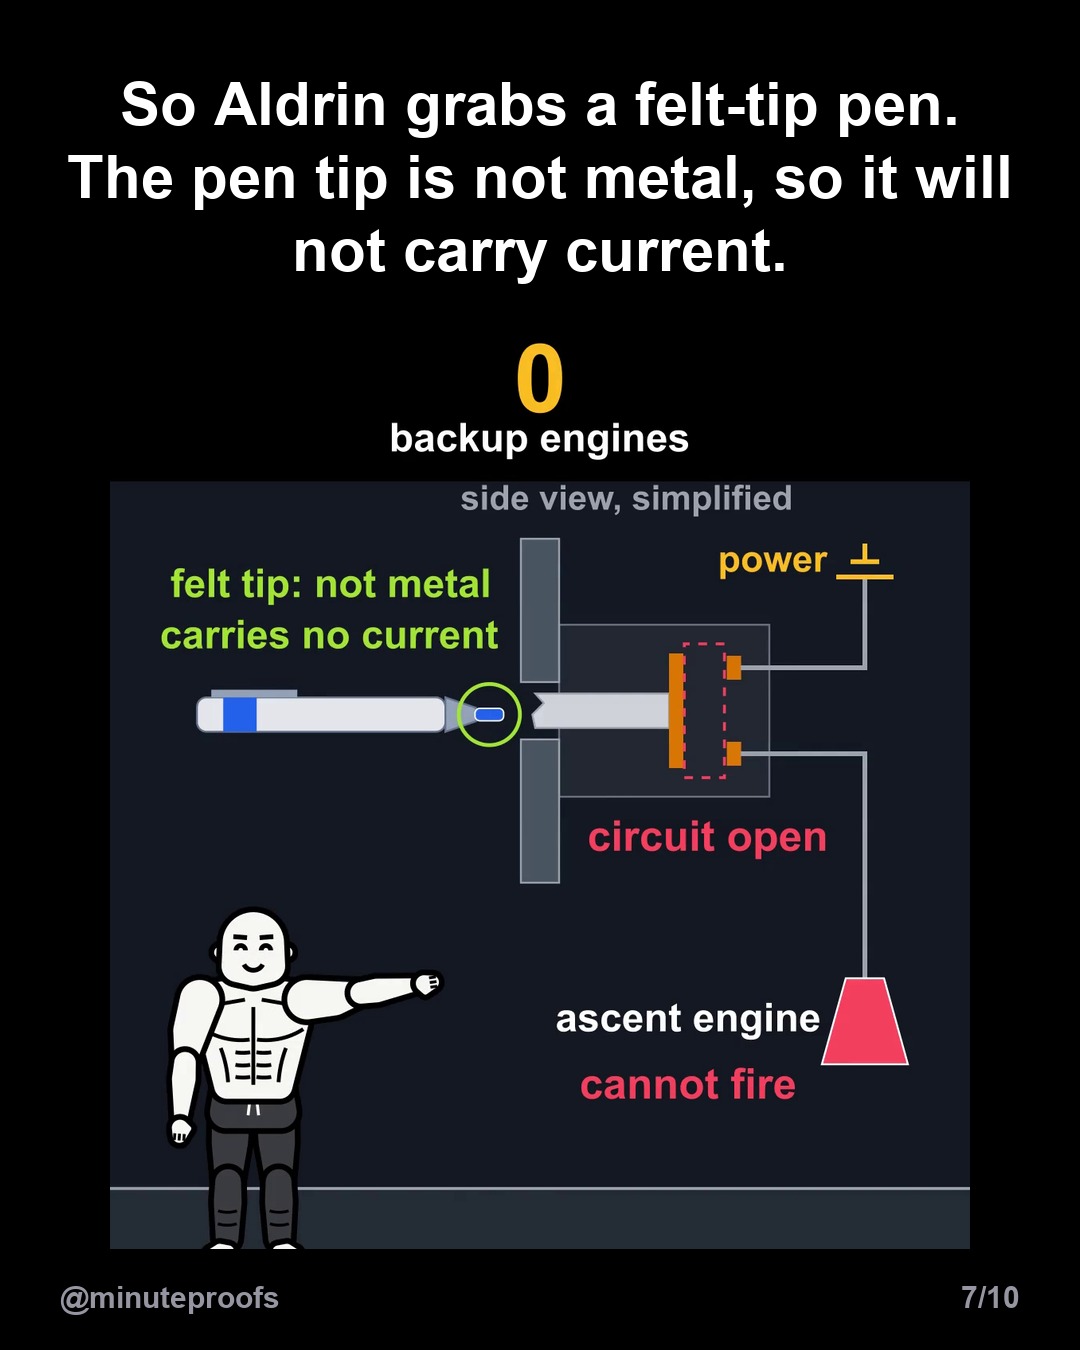 So Aldrin grabs a felt-tip pen.
The pen tip is not metal, so it will
not carry current.
0
backup engines
side view, simplified
power
felt tip: not metal
carries no current
circuit open
ascent engine
cannot fire
@minuteproofs
7/10